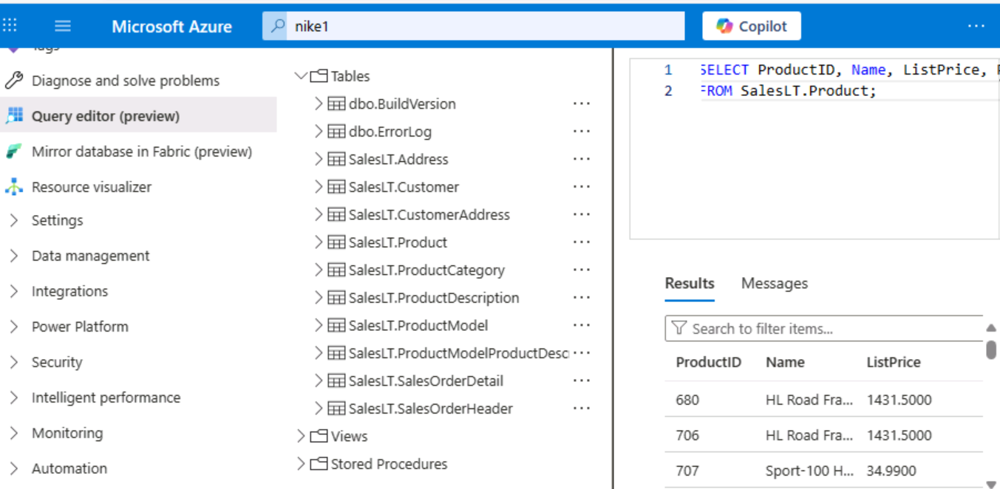 Microsoft Azure
nike1
Copilot
Diagnose and solve problems
Query editor (preview)
Mirror database in Fabric (preview)
Resource visualizer
Settings
Data management
Integrations
Power Platform
Security
Intelligent performance
Monitoring
Automation
Tables
dbo.BuildVersion
dbo.ErrorLog
SalesLT.Address
SalesLT.Customer
SalesLT.CustomerAddress
SalesLT.Product
SalesLT.ProductCategory
SalesLT.ProductDescription
SalesLT.ProductModel
SalesLT.ProductModelProductDesc
SalesLT.SalesOrderDetail
SalesLT.SalesOrderHeader
Views
Stored Procedures
1 SELECT ProductID, Name, ListPrice,
2 FROM SalesLT.Product;
Results Messages
Search to filter items...
ProductID Name ListPrice
680 HL Road Fra... 1431.5000
706 HL Road Fra... 1431.5000
707 Sport-100 H... 34.9900